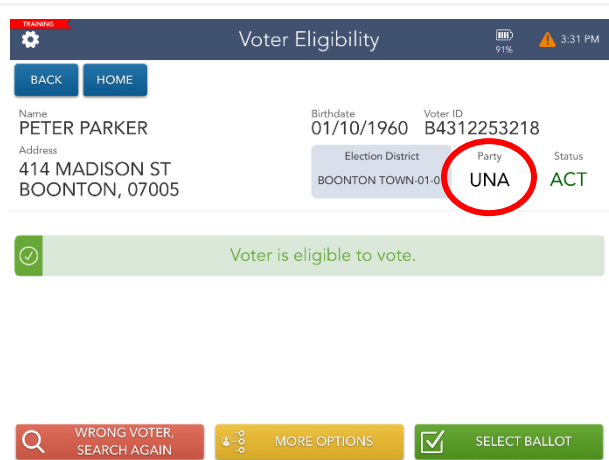 TRAINING
Voter Eligibility
91%
3:31 PM
BACK
HOME
Name
PETER PARKER
Birthdate
01/10/1960
Voter ID
B4312253218
Address
414 MADISON ST
BOONTON, 07005
Election District
BOONTON TOWN-01-0
Party
UNA
Status
ACT
Voter is eligible to vote.
WRONG VOTER,
SEARCH AGAIN
MORE OPTIONS
SELECT BALLOT